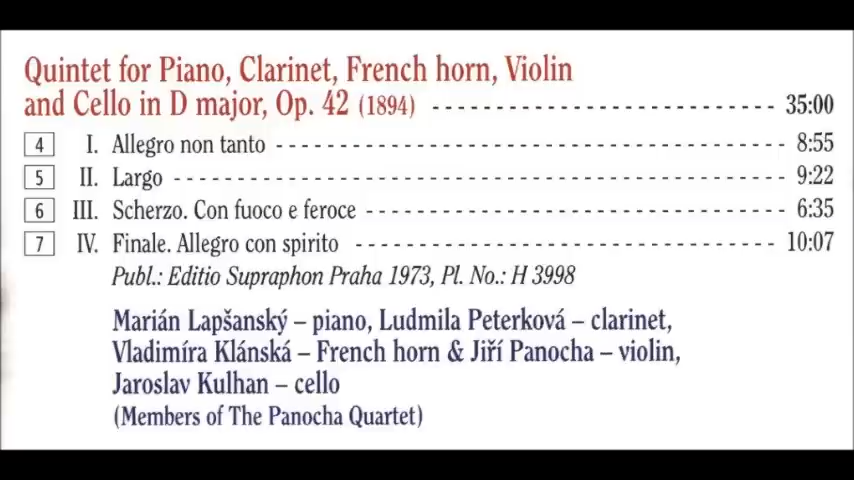 Quintet for Piano, Clarinet, French horn, Violin
and Cello in D major, Op. 42 (1894) ---------------------------- 35:00
4 I. Allegro non tanto ------------------------------------------ 8:55
5 II. Largo -------------------------------------------------- 9:22
6 III. Scherzo. Con fuoco e feroce ---------------------------------- 6:35
7 IV. Finale. Allegro con spirito ---------------------------------- 10:07
Publ.: Editio Supraphon Praha 1973, Pl. No.: H 3998
Marián Lapšanský – piano, Ludmila Peterková – clarinet,
Vladimíra Klánská – French horn & Jiří Panocha – violin,
Jaroslav Kulhan – cello
(Members of The Panocha Quartet)